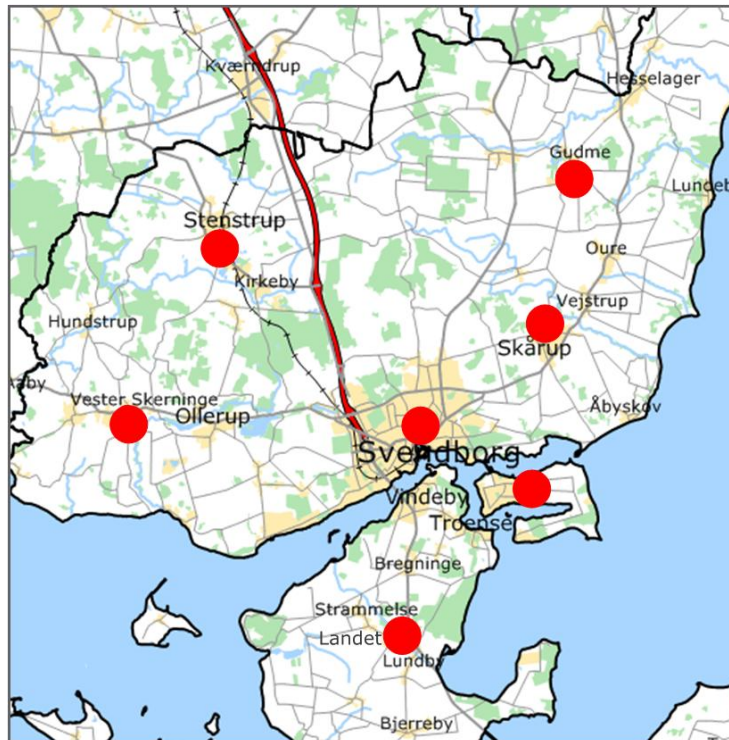 Kværndrup
Hesselager
Gudme
Lundeb
Stenstrup
Oure
Kirkeby
Vejstrup
Hundstrup
Skårup
aaby
Vester Skerninge
Ollerup
Åbyskov
Svendborg
Vindeby
Troense
Bregninge
Strammelse
Landet
Lundby
Bjerreby